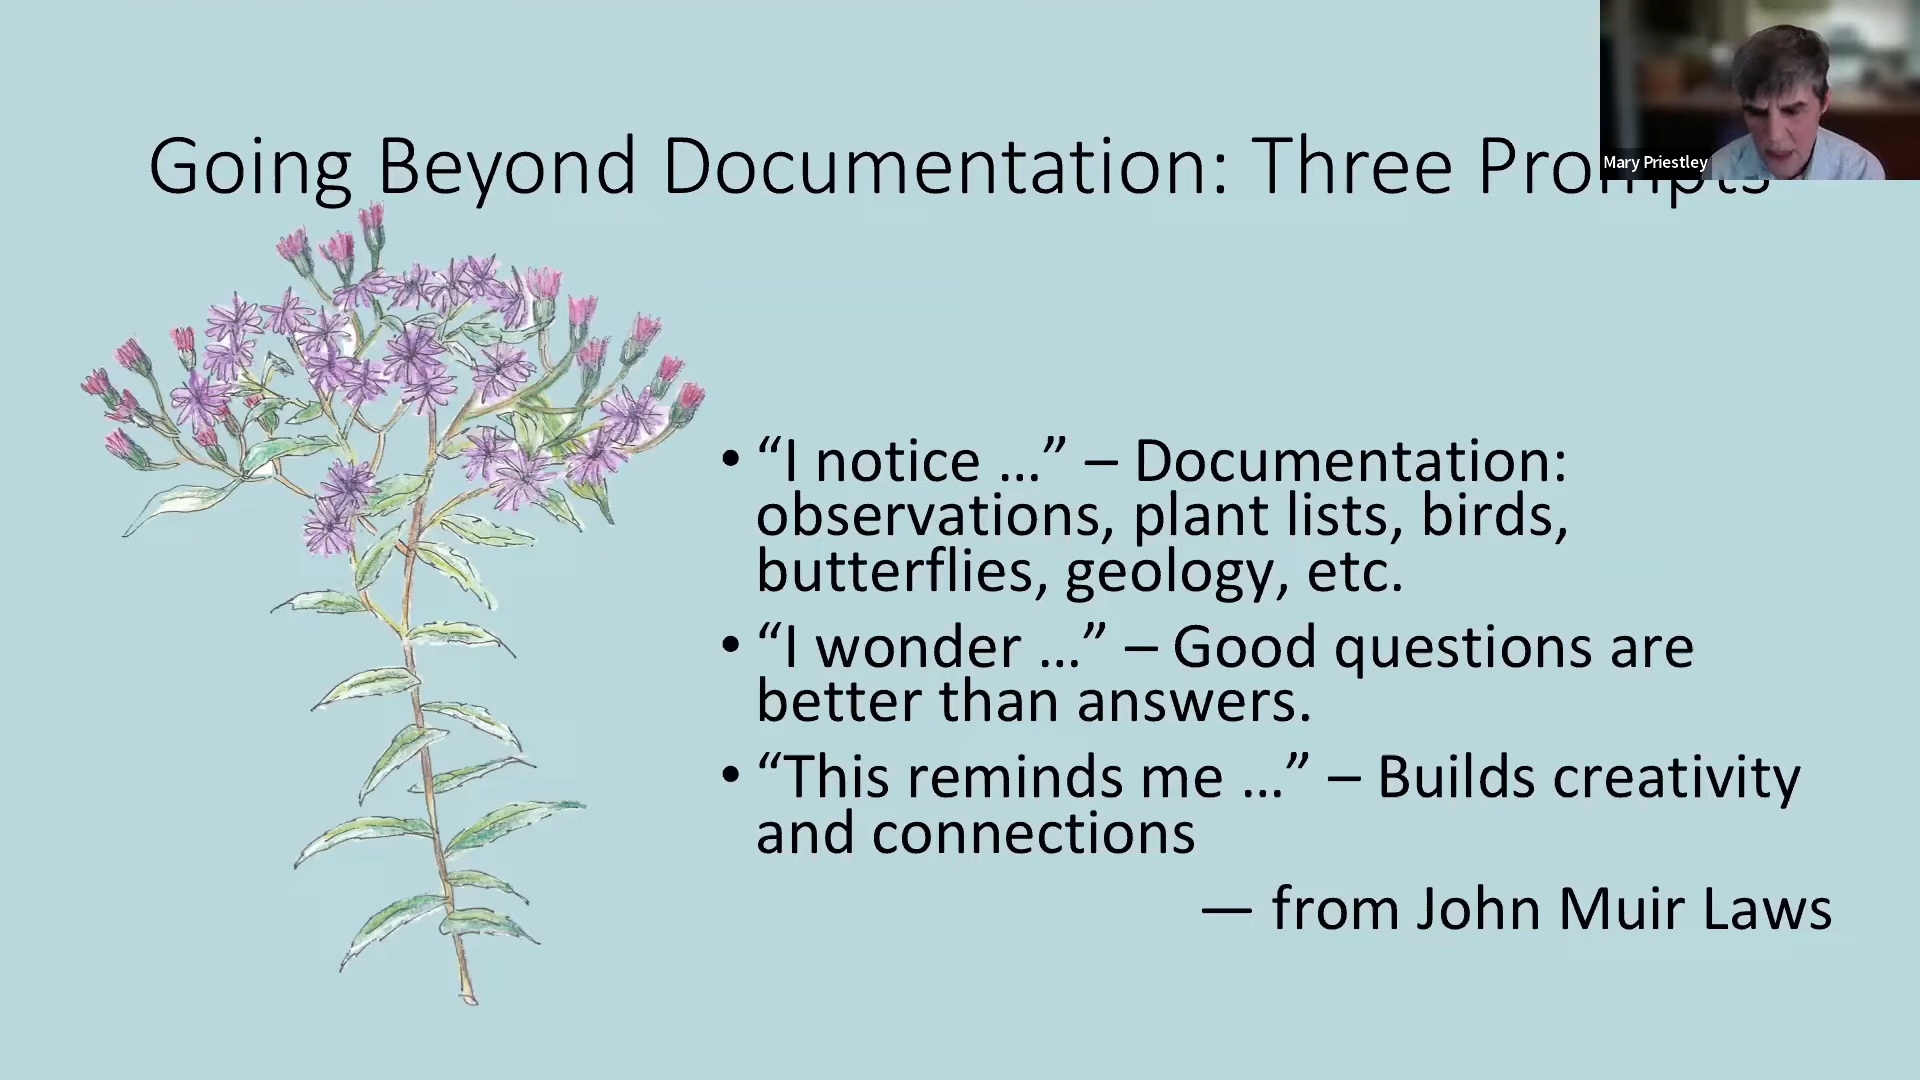 Going Beyond Documentation: Three Prompts
Mary Priestley
• “I notice …” – Documentation:
observations, plant lists, birds,
butterflies, geology, etc.
• “I wonder …” – Good questions are
better than answers.
• “This reminds me …” – Builds creativity
and connections
— from John Muir Laws